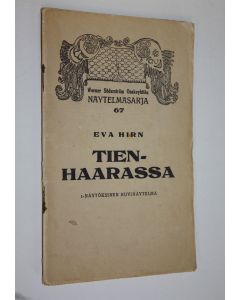 Werner Söderström Osakeyhtiö
NÄYTELMÄSARJA
67
EVA HIRN
TIEN-
HAARASSA
1-NÄYTÖKSINEN HUVINÄYTELMÄ